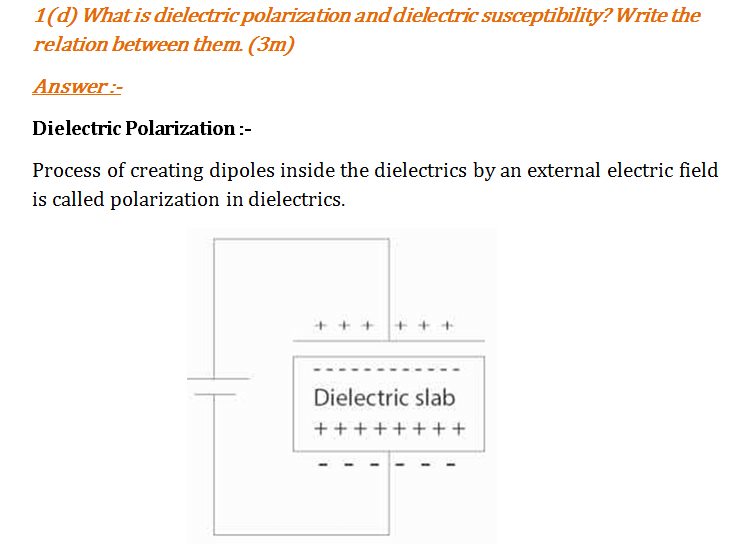 1(d) What is dielectric polarization and dielectric susceptibility? Write the
relation between them. (3m)
Answer:-
Dielectric Polarization:-
Process of creating dipoles inside the dielectrics by an external electric field
is called polarization in dielectrics.
+ + + + + +
- - - - - - - - - - - - -
Dielectric slab
+ + + + + + + +
- - - - - -